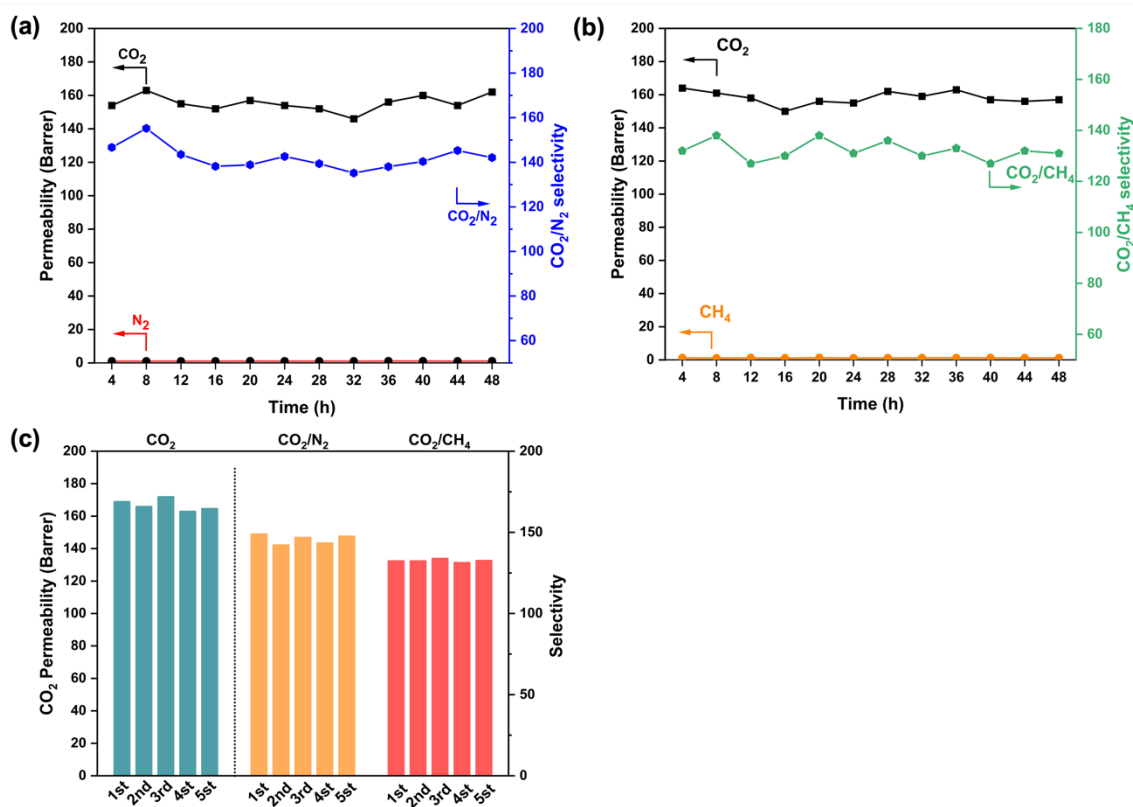 (a)
200
180
160
140
120
100
80
60
40
20
0
Permeability (Barrer)
CO₂
N₂
CO₂/N₂
4 8 12 16 20 24 28 32 36 40 44 48
Time (h)
200
180
160
140
120
100
80
60
CO₂/N₂ selectivity
(b)
200
180
160
140
120
100
80
60
40
20
0
Permeability (Barrer)
CO₂
CO₂/CH₄
CH₄
4 8 12 16 20 24 28 32 36 40 44 48
Time (h)
180
160
140
120
100
80
60
CO₂/CH₄ selectivity
(c)
CO₂ CO₂/N₂ CO₂/CH₄
200
180
160
140
120
100
80
60
40
20
0
CO₂ Permeability (Barrer)
1st 2nd 3rd 4st 5st 1st 2nd 3rd 4st 5st 1st 2nd 3rd 4st 5st
200
150
100
50
0
Selectivity